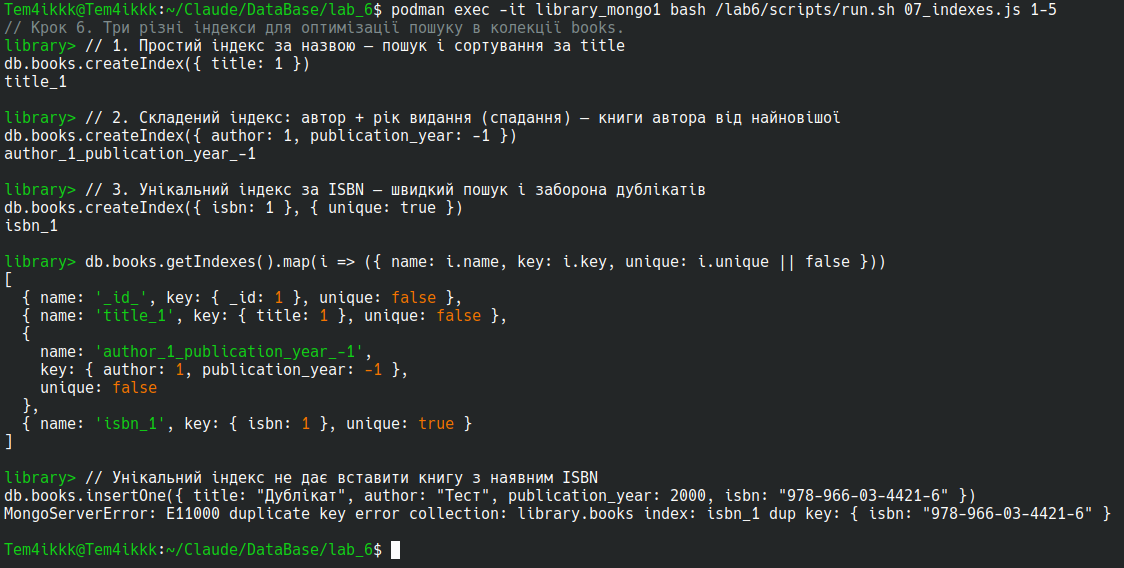 Tem4ikkk@Tem4ikkk:~/Claude/DataBase/lab_6$ podman exec -it library_mongo1 bash /lab6/scripts/run.sh 07_indexes.js 1-5
// Крок 6. Три різні індекси для оптимізації пошуку в колекції books.
library> // 1. Простий індекс за назвою — пошук і сортування за title
db.books.createIndex({ title: 1 })
title_1

library> // 2. Складений індекс: автор + рік видання (спадання) — книги автора від найновішої
db.books.createIndex({ author: 1, publication_year: -1 })
author_1_publication_year_-1

library> // 3. Унікальний індекс за ISBN — швидкий пошук і заборона дублікатів
db.books.createIndex({ isbn: 1 }, { unique: true })
isbn_1

library> db.books.getIndexes().map(i => ({ name: i.name, key: i.key, unique: i.unique || false }))
[
  { name: '_id_', key: { _id: 1 }, unique: false },
  { name: 'title_1', key: { title: 1 }, unique: false },
  {
    name: 'author_1_publication_year_-1',
    key: { author: 1, publication_year: -1 },
    unique: false
  },
  { name: 'isbn_1', key: { isbn: 1 }, unique: true }
]

library> // Унікальний індекс не дає вставити книгу з наявним ISBN
db.books.insertOne({ title: "Дублікат", author: "Тест", publication_year: 2000, isbn: "978-966-03-4421-6" })
MongoServerError: E11000 duplicate key error collection: library.books index: isbn_1 dup key: { isbn: "978-966-03-4421-6" }

Tem4ikkk@Tem4ikkk:~/Claude/DataBase/lab_6$